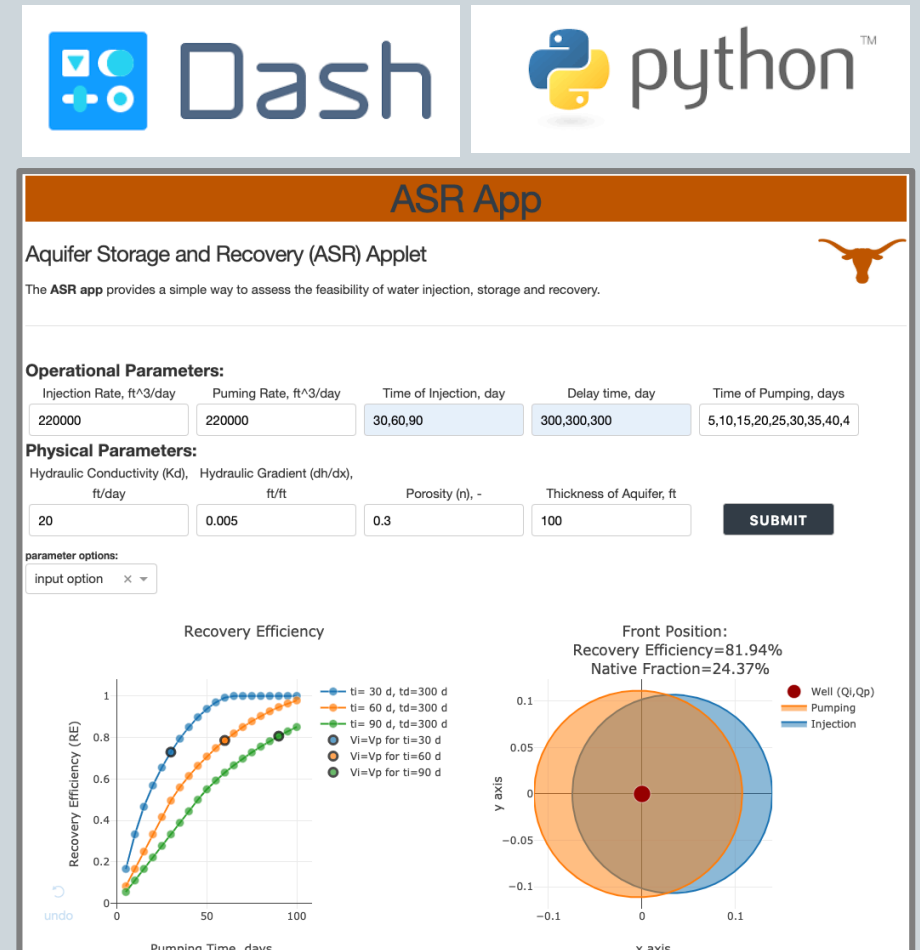 Dash
python™
ASR App
Aquifer Storage and Recovery (ASR) Applet
The ASR app provides a simple way to assess the feasibility of water injection, storage and recovery.
Operational Parameters:
Injection Rate, ft^3/day
Puming Rate, ft^3/day
Time of Injection, day
Delay time, day
Time of Pumping, days
220000
220000
30,60,90
300,300,300
5,10,15,20,25,30,35,40,4
Physical Parameters:
Hydraulic Conductivity (Kd),
ft/day
Hydraulic Gradient (dh/dx),
ft/ft
Porosity (n), -
Thickness of Aquifer, ft
20
0.005
0.3
100
SUBMIT
parameter options:
input option
Recovery Efficiency
Recovery Efficiency (RE)
1
0.8
0.6
0.4
0.2
0
0
50
100
Pumping Time, days
ti= 30 d, td=300 d
ti= 60 d, td=300 d
ti= 90 d, td=300 d
Vi=Vp for ti=30 d
Vi=Vp for ti=60 d
Vi=Vp for ti=90 d
undo
Front Position:
Recovery Efficiency=81.94%
Native Fraction=24.37%
y axis
0.1
0.05
0
−0.05
−0.1
−0.1
0
0.1
x axis
Well (Qi,Qp)
Pumping
Injection